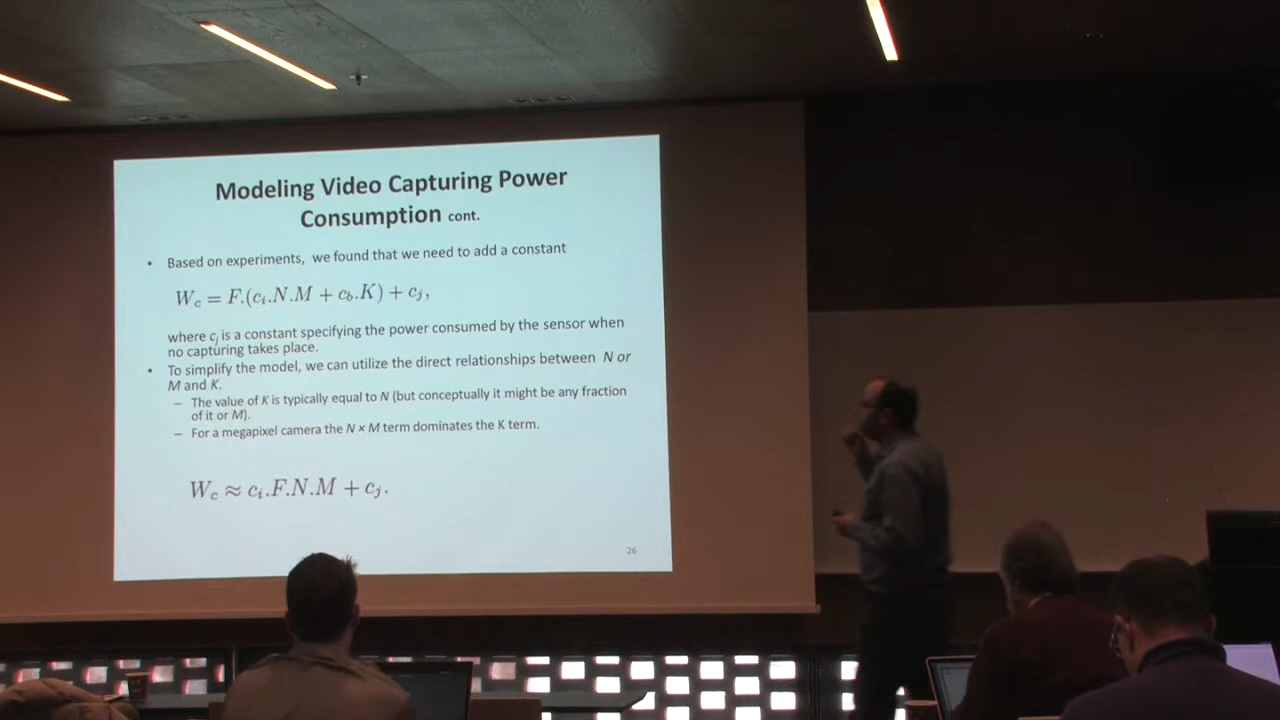 Modeling Video Capturing Power
Consumption cont.
• Based on experiments, we found that we need to add a constant
W_c = F.(c_i.N.M + c_b.K) + c_j,
where c_j is a constant specifying the power consumed by the sensor when
no capturing takes place.
• To simplify the model, we can utilize the direct relationships between N or
M and K.
– The value of K is typically equal to N (but conceptually it might be any fraction
of it or M).
– For a megapixel camera the N × M term dominates the K term.
W_c ≈ c_i.F.N.M + c_j.
26